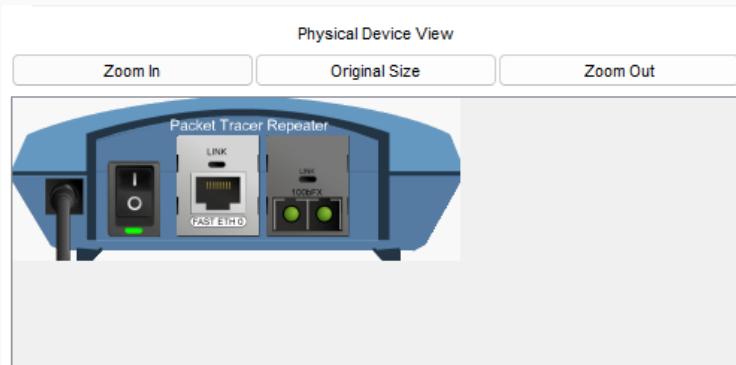 Physical Device View
Zoom In
Original Size
Zoom Out
Packet Tracer Repeater
LINK
FAST ETH 0
LINK
100bFX